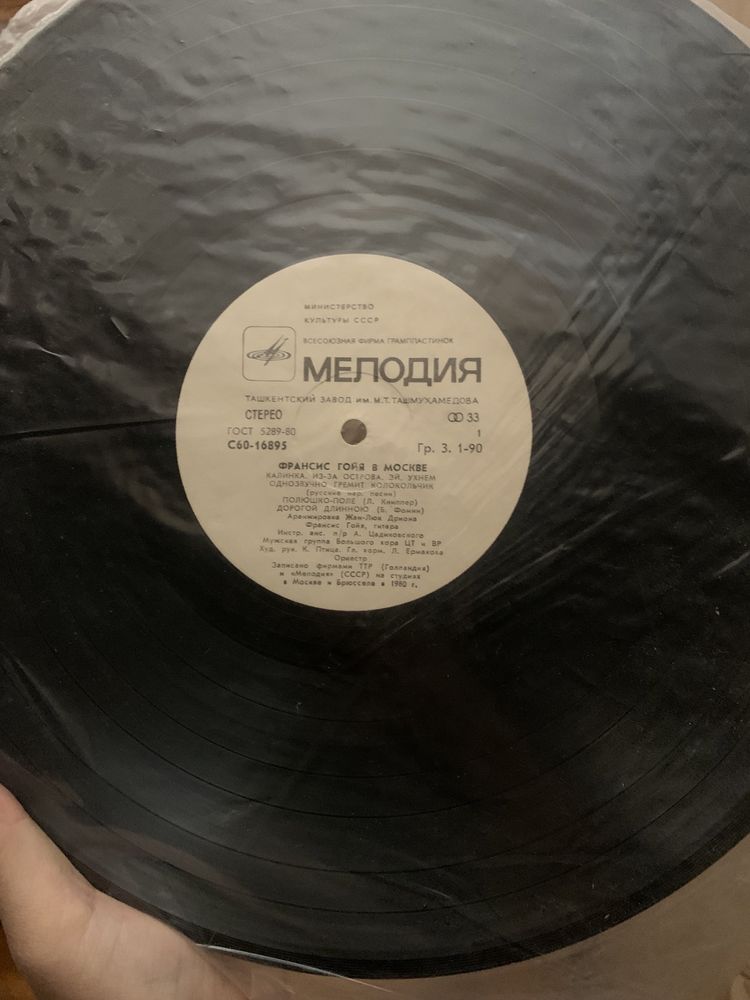 МИНИСТЕРСТВО
КУЛЬТУРЫ СССР
ВСЕСОЮЗНАЯ ФИРМА ГРАМПЛАСТИНОК
МЕЛОДИЯ
ТАШКЕНТСКИЙ ЗАВОД им. М.Т. ТАШМУХАМЕДОВА
СТЕРЕО 33
ГОСТ 5289-80 1
С60-16895 Гр. 3. 1-90
ФРАНСИС ГОЙЯ В МОСКВЕ
КАЛИНКА. ИЗ-ЗА ОСТРОВА. ЭЙ, УХНЕМ
ОДНОЗВУЧНО ГРЕМИТ КОЛОКОЛЬЧИК
(русские нар. песни)
ПОЛЮШКО-ПОЛЕ (Л. Книппер)
ДОРОГОЙ ДЛИННОЮ (Б. Фомин)
Аранжировка Жан-Люк Дриона
Франсис Гойя, гитара
Инстр. анс. п/р А. Цадиковского
Мужская группа Большого хора ЦТ и ВР
Худ. рук. К. Птица. Гл. хорм. Л. Ермакова
Оркестр
Записано фирмами ТТР (Голландия)
и «Мелодия» (СССР) на студиях
в Москве и Брюсселе в 1980 г.